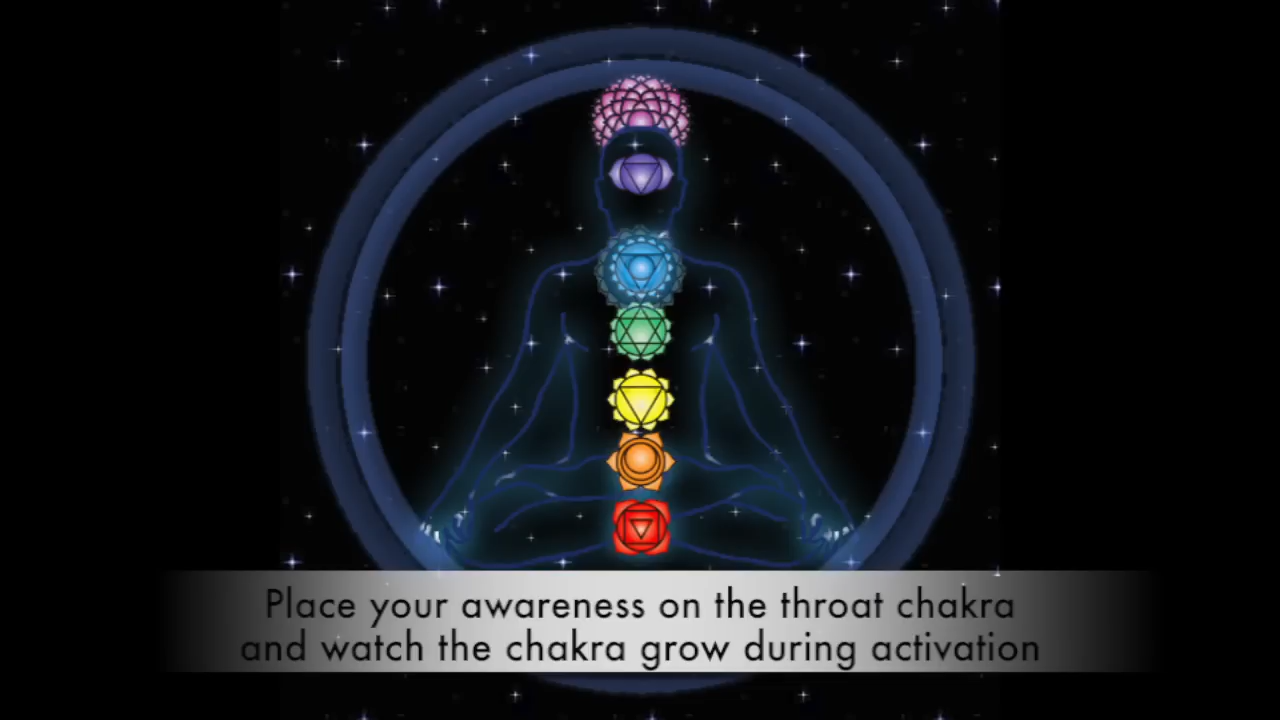 Place your awareness on the throat chakra
and watch the chakra grow during activation